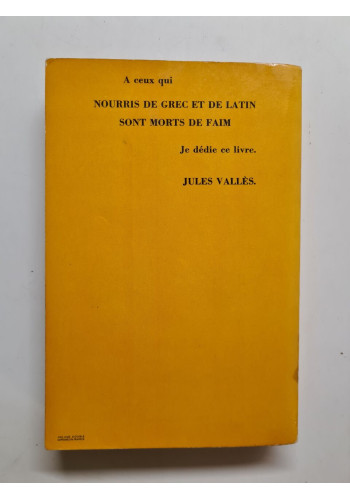 A ceux qui
NOURRIS DE GREC ET DE LATIN
SONT MORTS DE FAIM
Je dédie ce livre.
JULES VALLÈS.